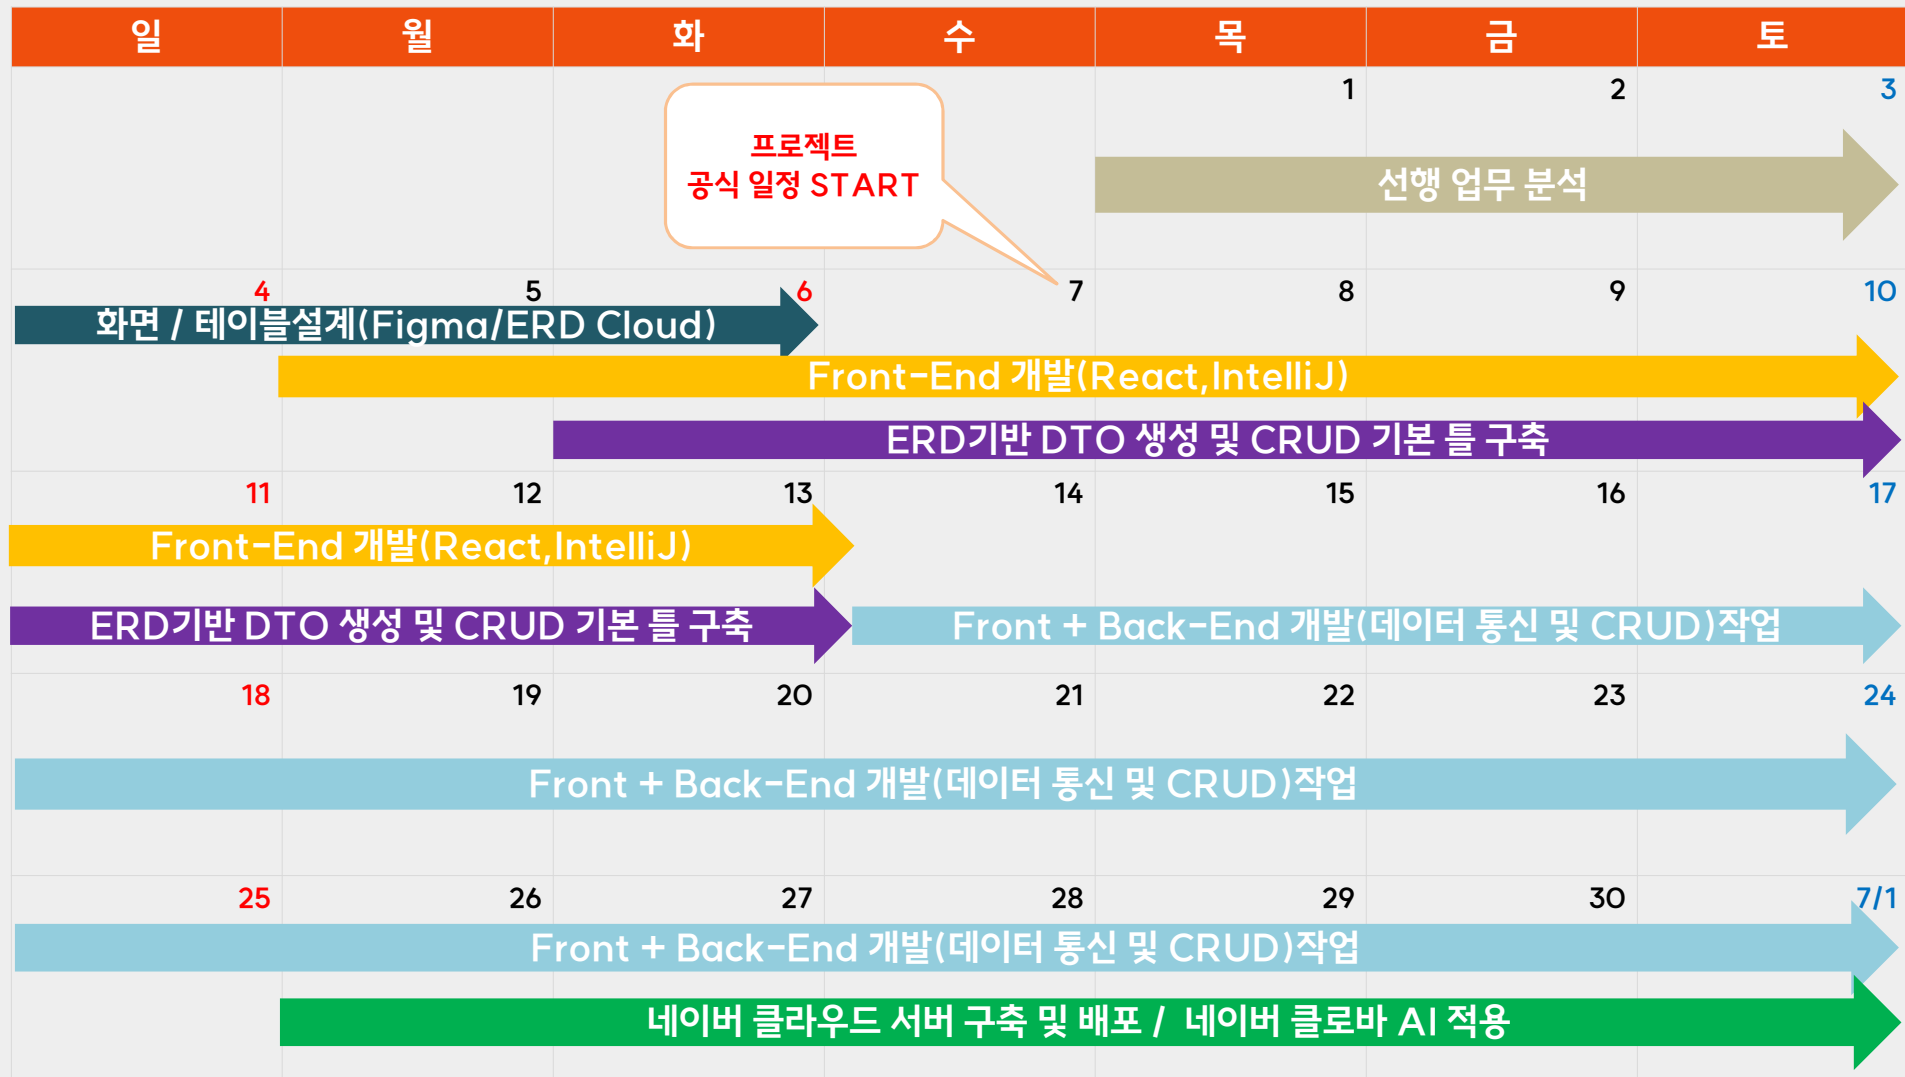 일 월 화 수 목 금 토
1 2 3
프로젝트
공식 일정 START
선행 업무 분석
4 5 6 7 8 9 10
화면 / 테이블설계(Figma/ERD Cloud)
Front-End 개발(React,IntelliJ)
ERD기반 DTO 생성 및 CRUD 기본 틀 구축
11 12 13 14 15 16 17
Front-End 개발(React,IntelliJ)
ERD기반 DTO 생성 및 CRUD 기본 틀 구축 Front + Back-End 개발(데이터 통신 및 CRUD)작업
18 19 20 21 22 23 24
Front + Back-End 개발(데이터 통신 및 CRUD)작업
25 26 27 28 29 30 7/1
Front + Back-End 개발(데이터 통신 및 CRUD)작업
네이버 클라우드 서버 구축 및 배포 / 네이버 클로바 AI 적용